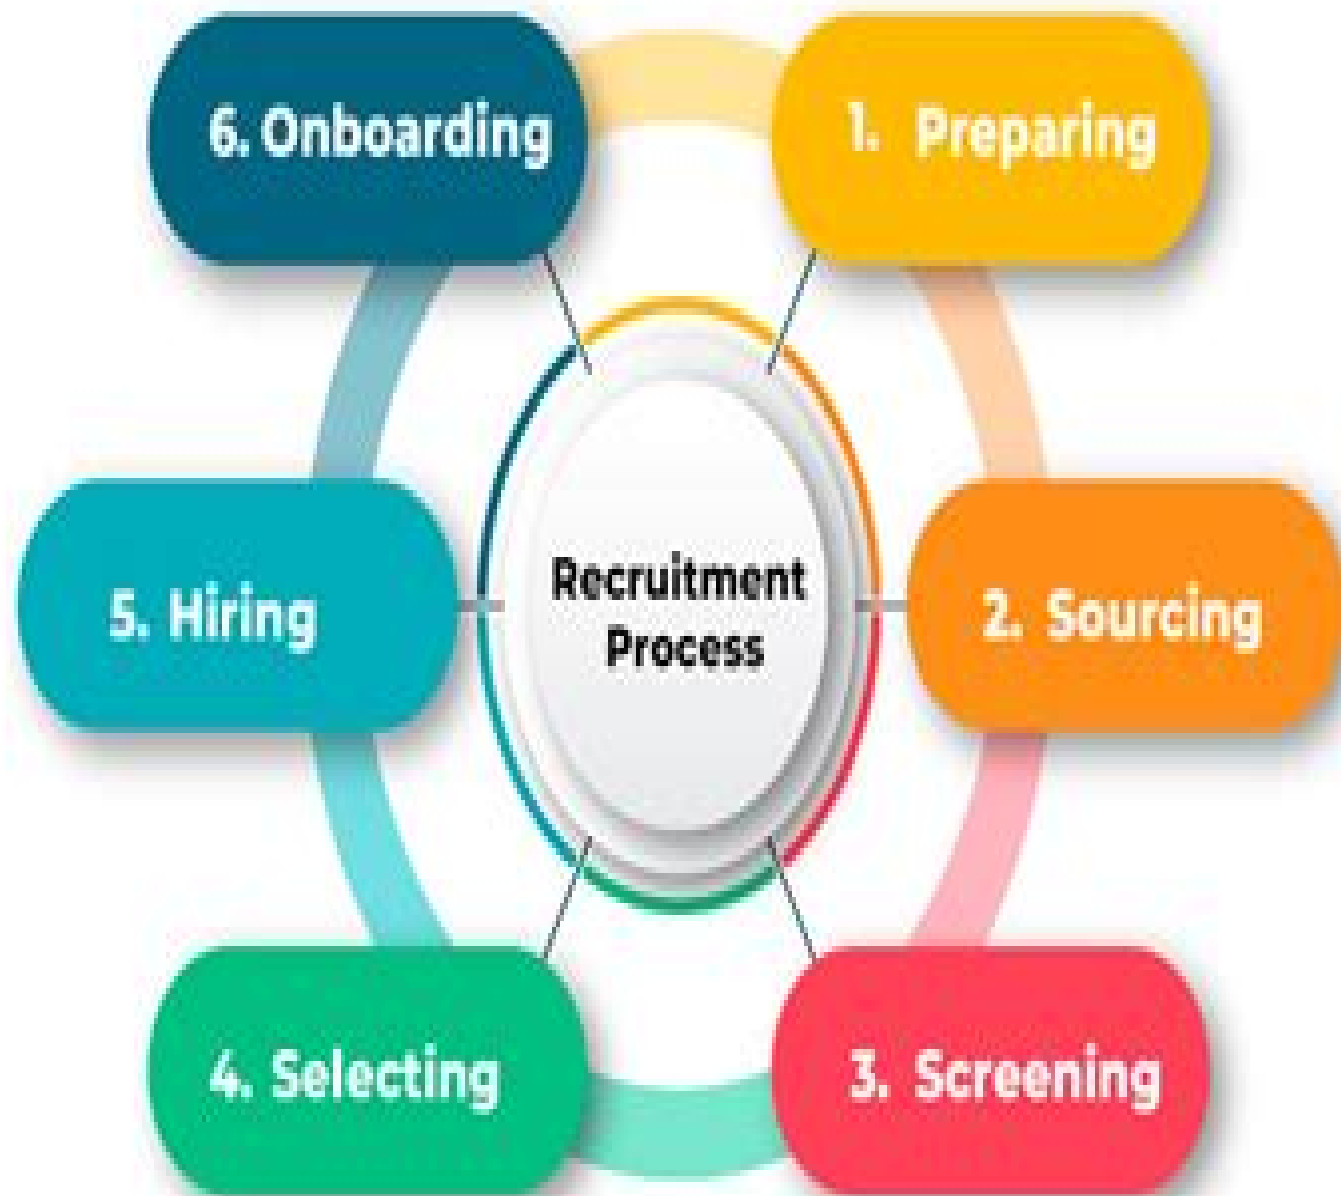 Recruitment
Process
1. Preparing
2. Sourcing
3. Screening
4. Selecting
5. Hiring
6. Onboarding